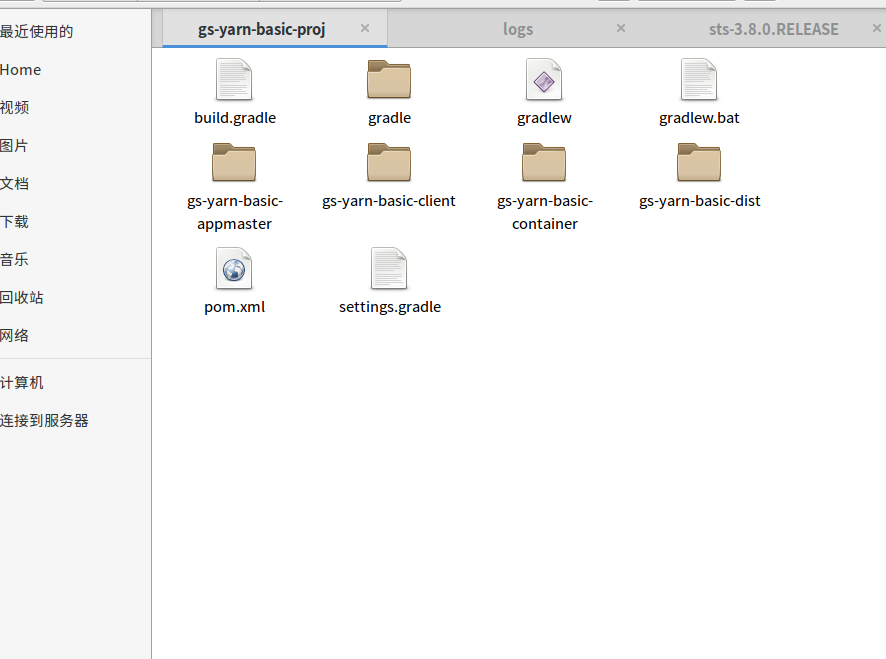 最近使用的
Home
视频
图片
文档
下载
音乐
回收站
网络
计算机
连接到服务器
gs-yarn-basic-proj
logs
sts-3.8.0.RELEASE
build.gradle
gradle
gradlew
gradlew.bat
gs-yarn-basic-
appmaster
gs-yarn-basic-client
gs-yarn-basic-
container
gs-yarn-basic-dist
pom.xml
settings.gradle